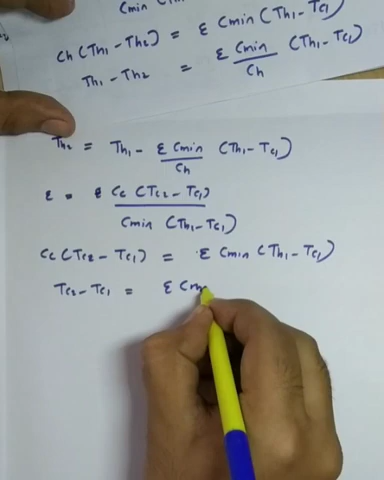 Cmin
Ch (Th1 - Th2) = ε Cmin (Th1 - Tc1)
Th1 - Th2 = ε Cmin/Ch (Th1 - Tc1)
Th2 = Th1 - ε Cmin/Ch (Th1 - Tc1)
ε = ε Cc (Tc2 - Tc1) / Cmin (Th1 - Tc1)
Cc (Tc2 - Tc1) = ε Cmin (Th1 - Tc1)
Tc2 - Tc1 = ε Cm